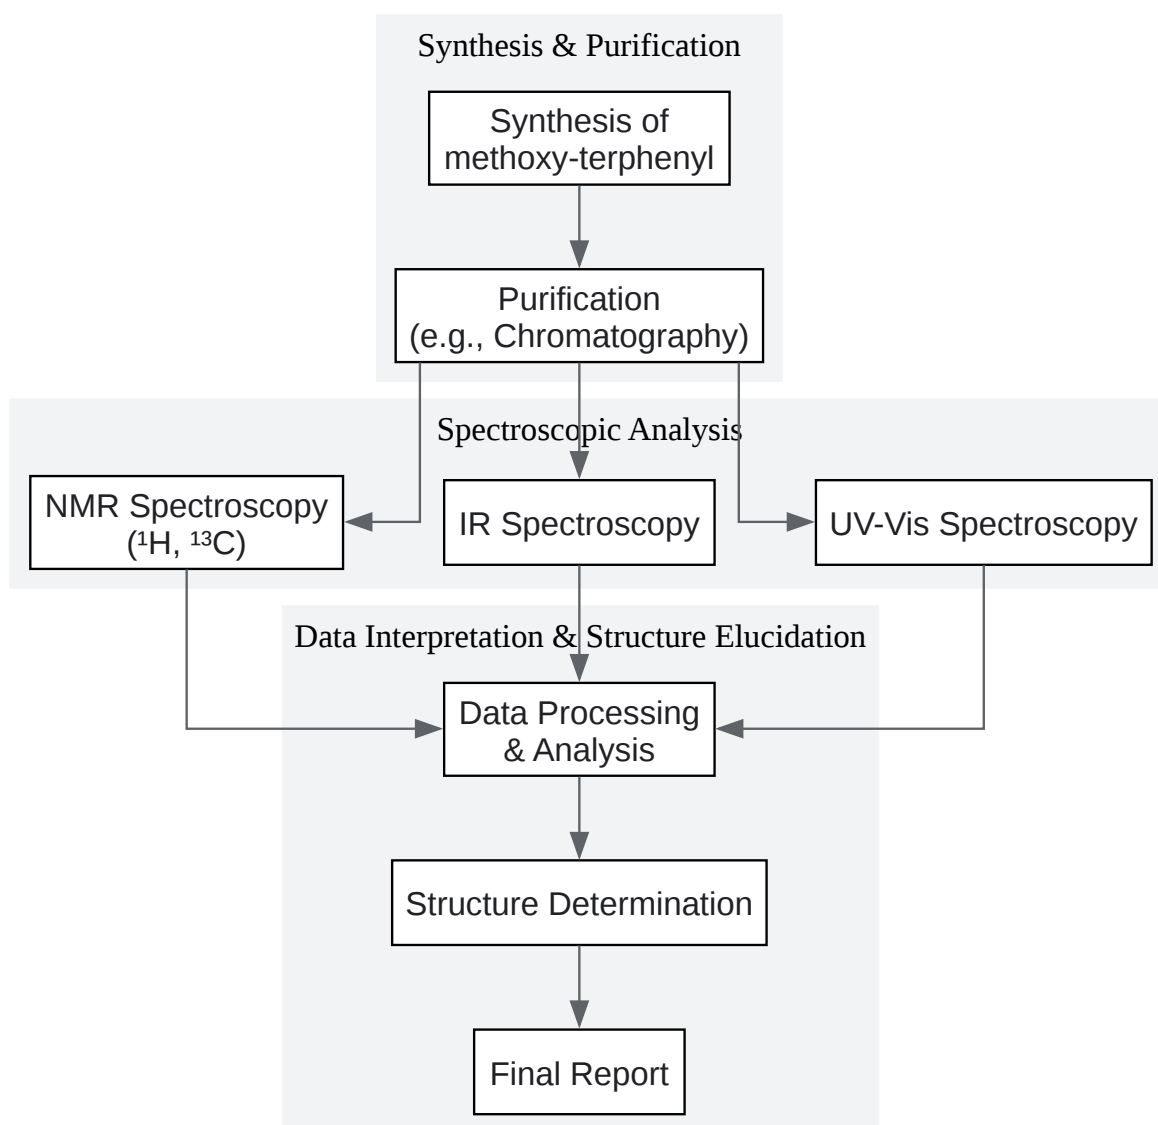 Synthesis & Purification
Synthesis of
methoxy-terphenyl
Purification
(e.g., Chromatography)
Spectroscopic Analysis
NMR Spectroscopy
(¹H, ¹³C)
IR Spectroscopy
UV-Vis Spectroscopy
Data Interpretation & Structure Elucidation
Data Processing
& Analysis
Structure Determination
Final Report